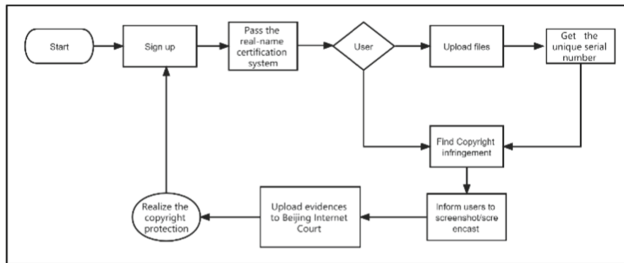 Start
Sign up
Pass the
real-name
certification
system
User
Upload files
Get the
unique serial
number
Find Copyright
infringement
Inform users to
screenshot/scre
encast
Upload evidences
to Beijing Internet
Court
Realize the
copyright
protection